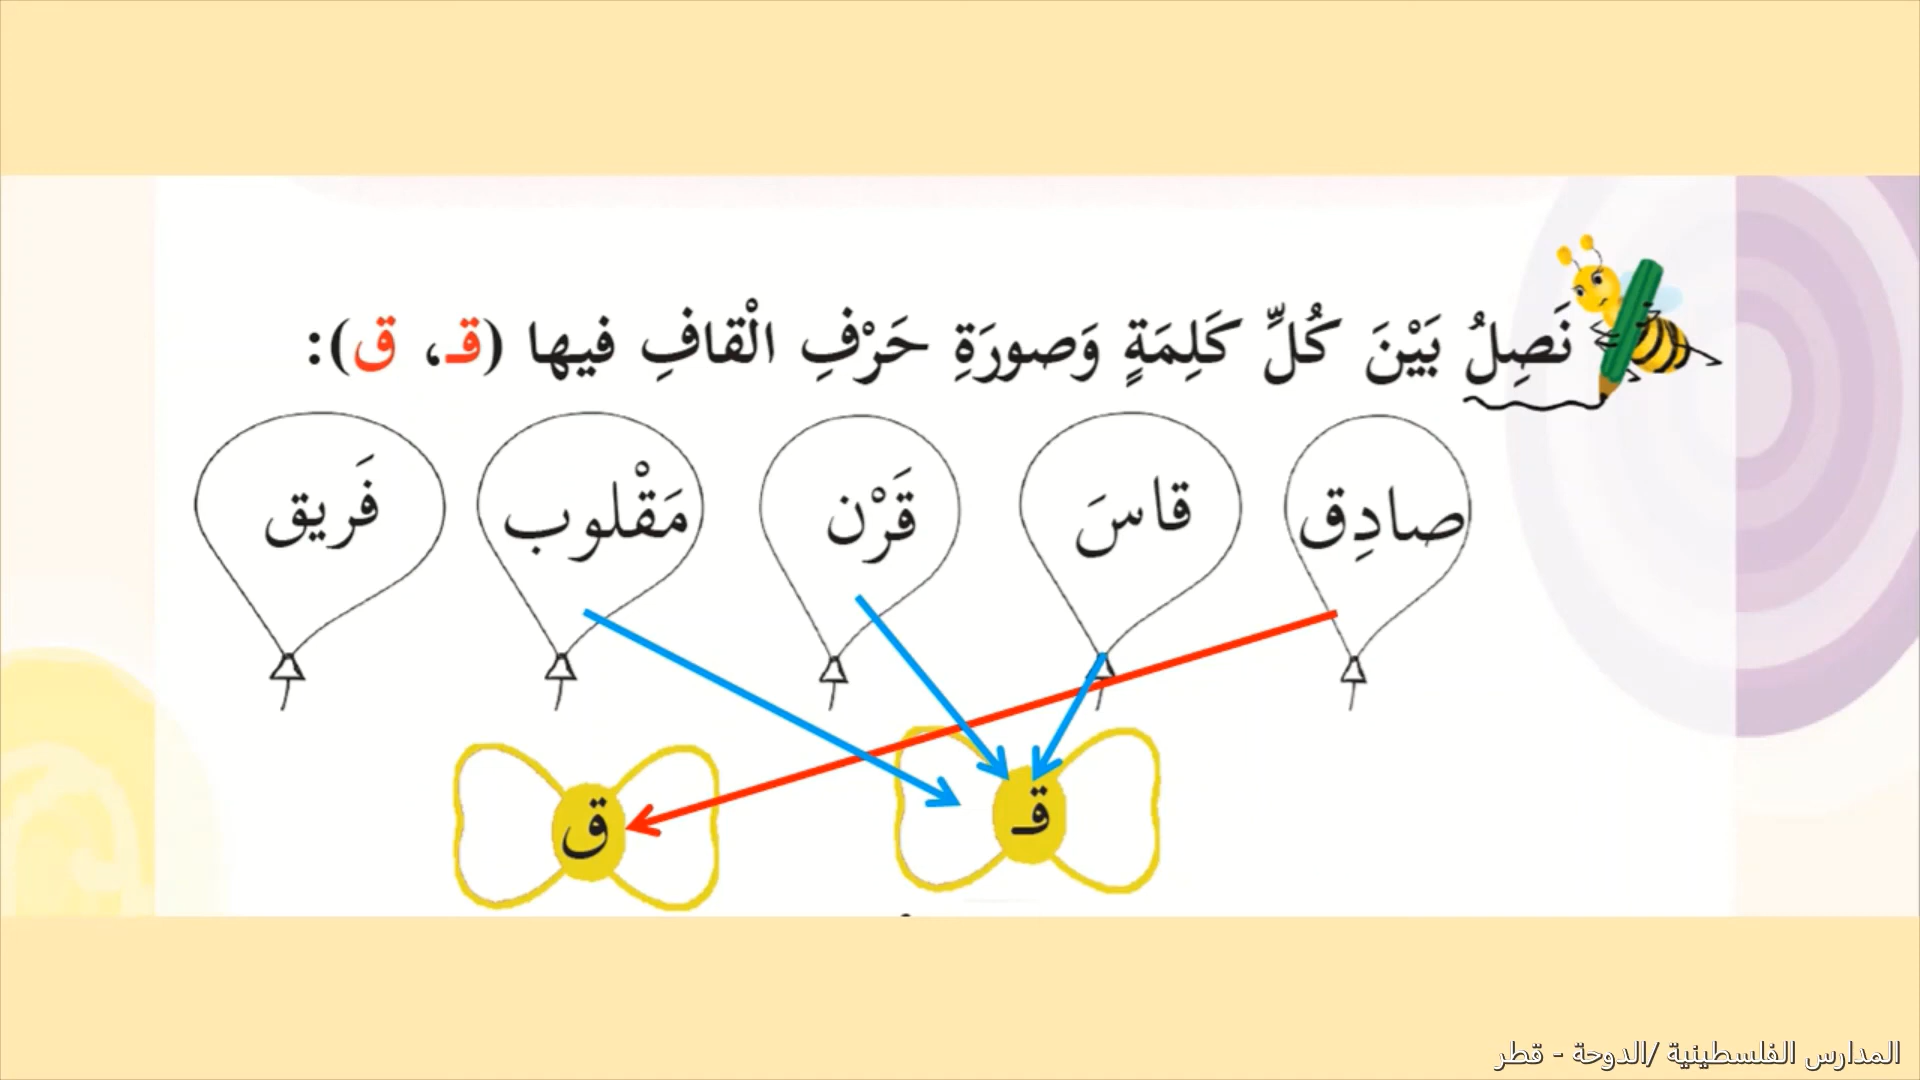 نَصِلُ بَيْنَ كُلِّ كَلِمَةٍ وَصورَةِ حَرْفِ الْقافِ فيها (قـ، ق):
صادِق قاسَ قَرْن مَقْلوب فَريق
قـ ق
المدارس الفلسطينية /الدوحة - قطر